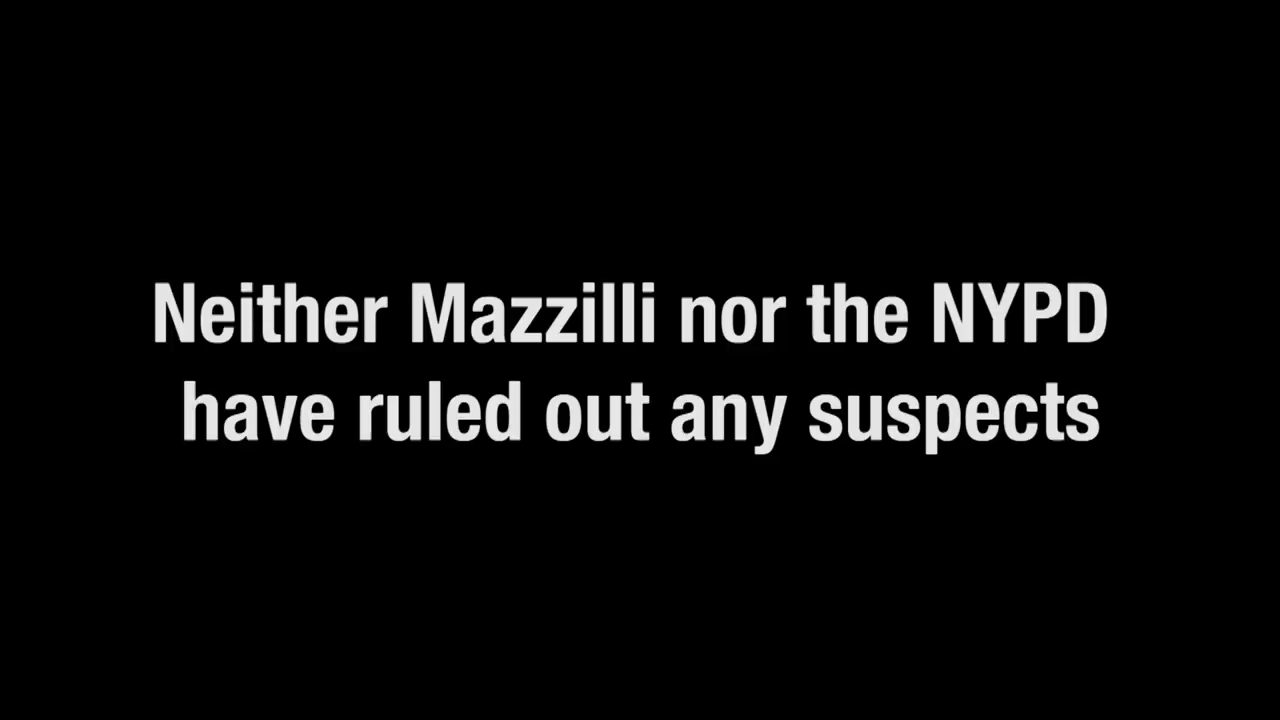 Neither Mazzilli nor the NYPD
have ruled out any suspects